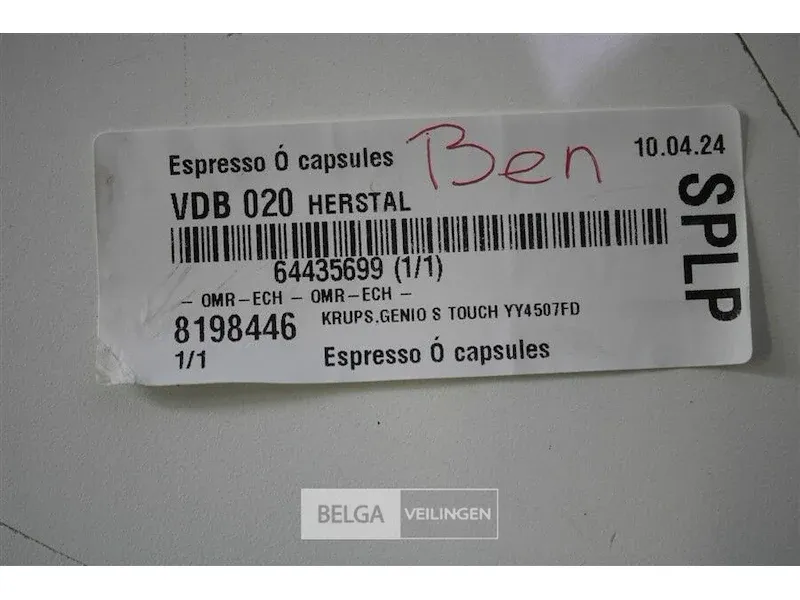 Espresso Ó capsules
Ben
10.04.24
VDB 020 HERSTAL
SPLP
64435699 (1/1)
- OMR-ECH - OMR-ECH -
8198446
KRUPS.GENIO S TOUCH YY4507FD
1/1
Espresso Ó capsules
BELGA VEILINGEN